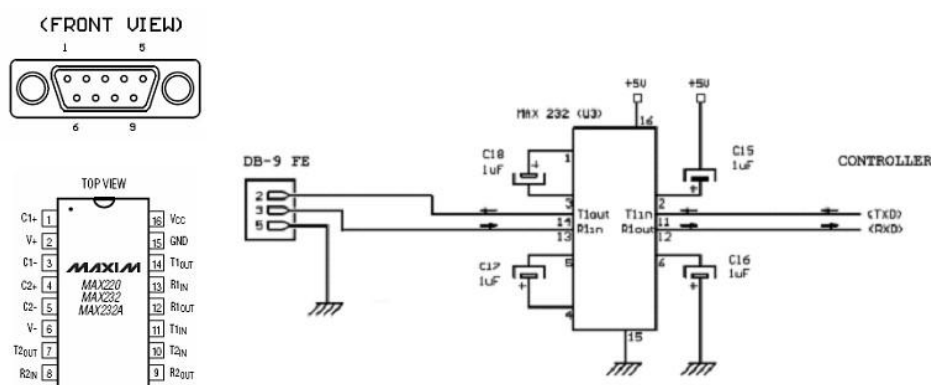 (FRONT VIEW)
1 5
6 9
TOP VIEW
C1+ 1 16 VCC
V+ 2 15 GND
C1- 3 14 T1OUT
C2+ 4 13 R1IN
C2- 5 12 R1OUT
V- 6 11 T1IN
T2OUT 7 10 T2IN
R2IN 8 9 R2OUT
MAXIM
MAX220
MAX232
MAX232A
DB-9 FE
2
3
5
MAX 232 (U3)
+5V +5V
16
C18
1uF
+
1
3
C15
1uF
+
2
CONTROLLER
T1out T1in
14 11
R1in R1out
13 12
(TXD)
(RXD)
C17
1uF
+
5
4
6
C16
1uF
+
15